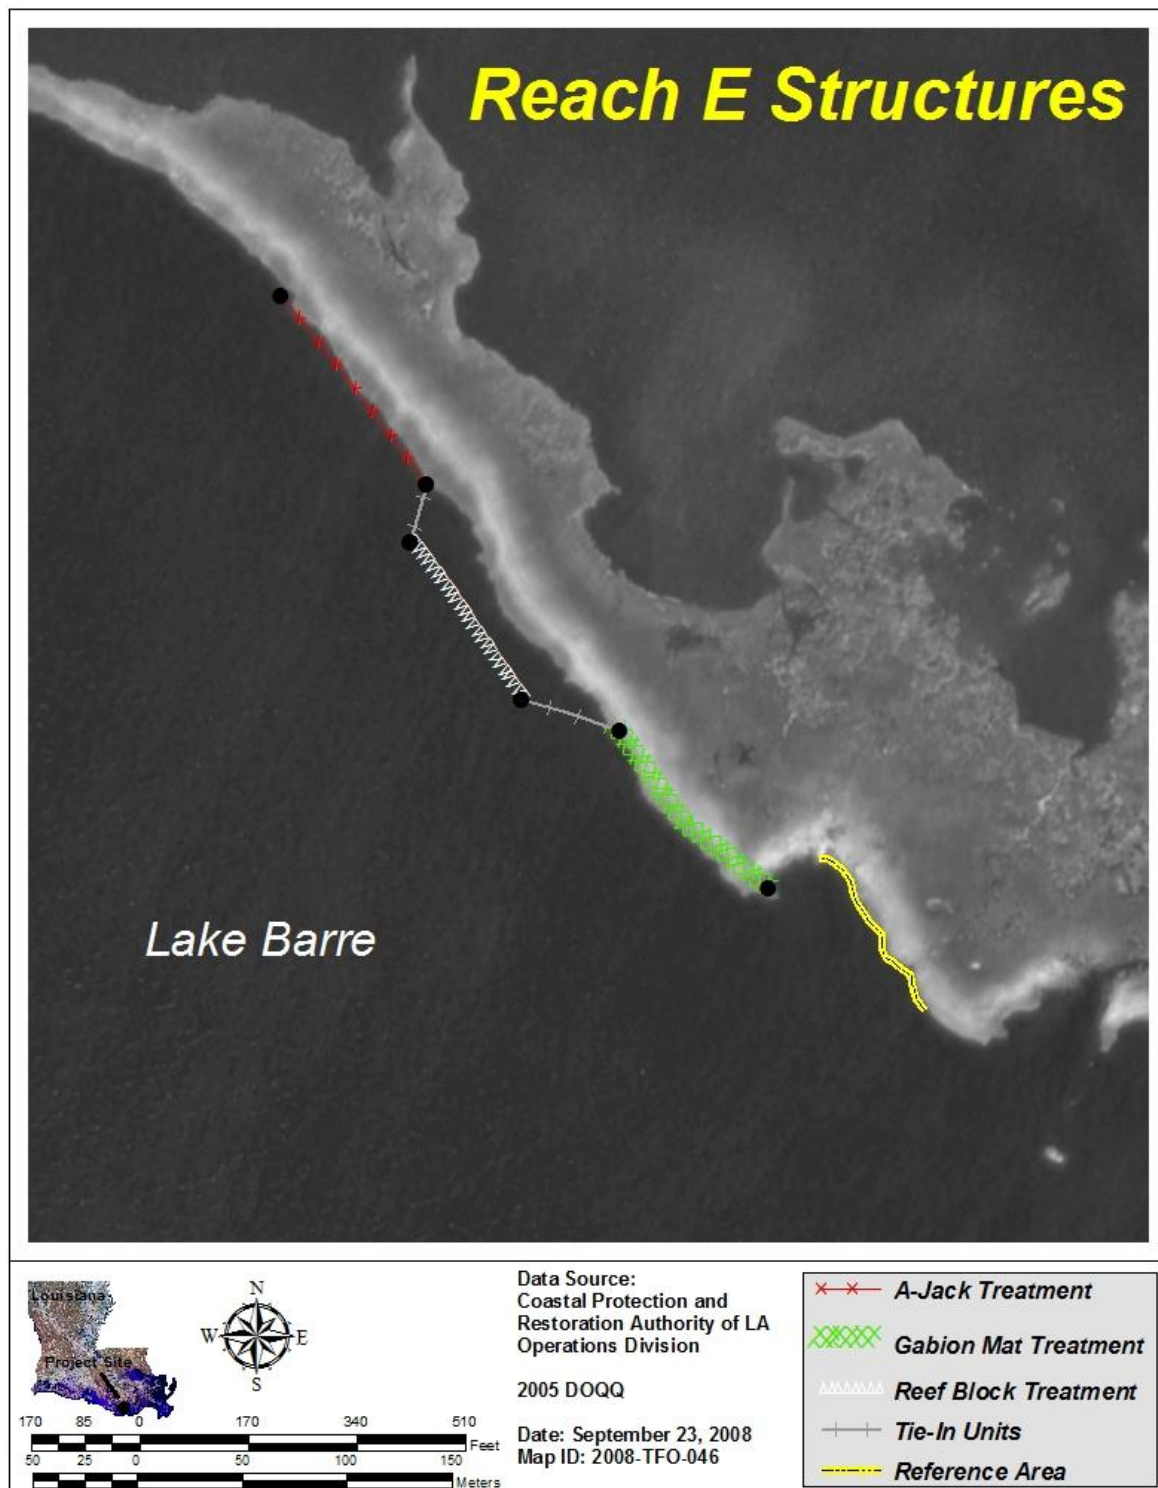 Reach E Structures
Lake Barre
Louisiana
Project Site
N
W
E
S
170 85 0 170 340 510
Feet
50 25 0 50 100 150
Meters
Data Source:
Coastal Protection and
Restoration Authority of LA
Operations Division
2005 DOQQ
Date: September 23, 2008
Map ID: 2008-TFO-046
A-Jack Treatment
Gabion Mat Treatment
Reef Block Treatment
Tie-In Units
Reference Area